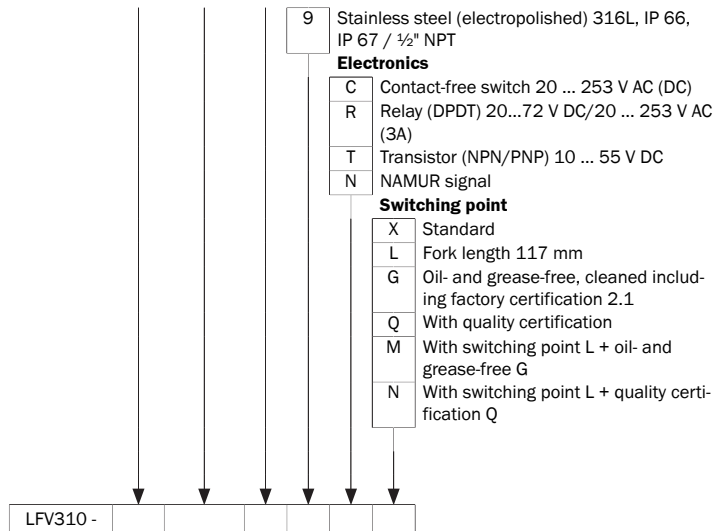 9 Stainless steel (electropolished) 316L, IP 66,
IP 67 / ½" NPT
Electronics
C Contact-free switch 20 ... 253 V AC (DC)
R Relay (DPDT) 20...72 V DC/20 ... 253 V AC
(3A)
T Transistor (NPN/PNP) 10 ... 55 V DC
N NAMUR signal
Switching point
X Standard
L Fork length 117 mm
G Oil- and grease-free, cleaned includ-
ing factory certification 2.1
Q With quality certification
M With switching point L + oil- and
grease-free G
N With switching point L + quality certi-
fication Q
LFV310 -